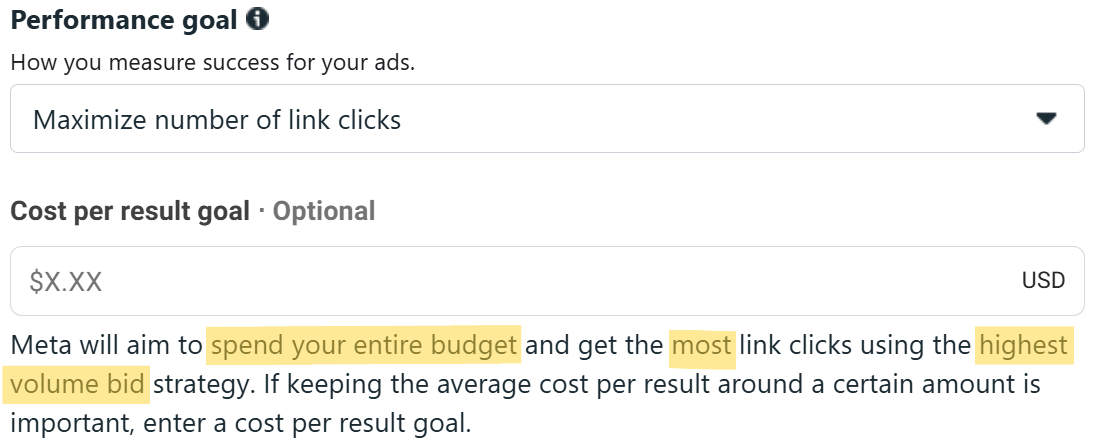 Performance goal
How you measure success for your ads.
Maximize number of link clicks
Cost per result goal · Optional
$X.XX USD
Meta will aim to spend your entire budget and get the most link clicks using the highest
volume bid strategy. If keeping the average cost per result around a certain amount is
important, enter a cost per result goal.